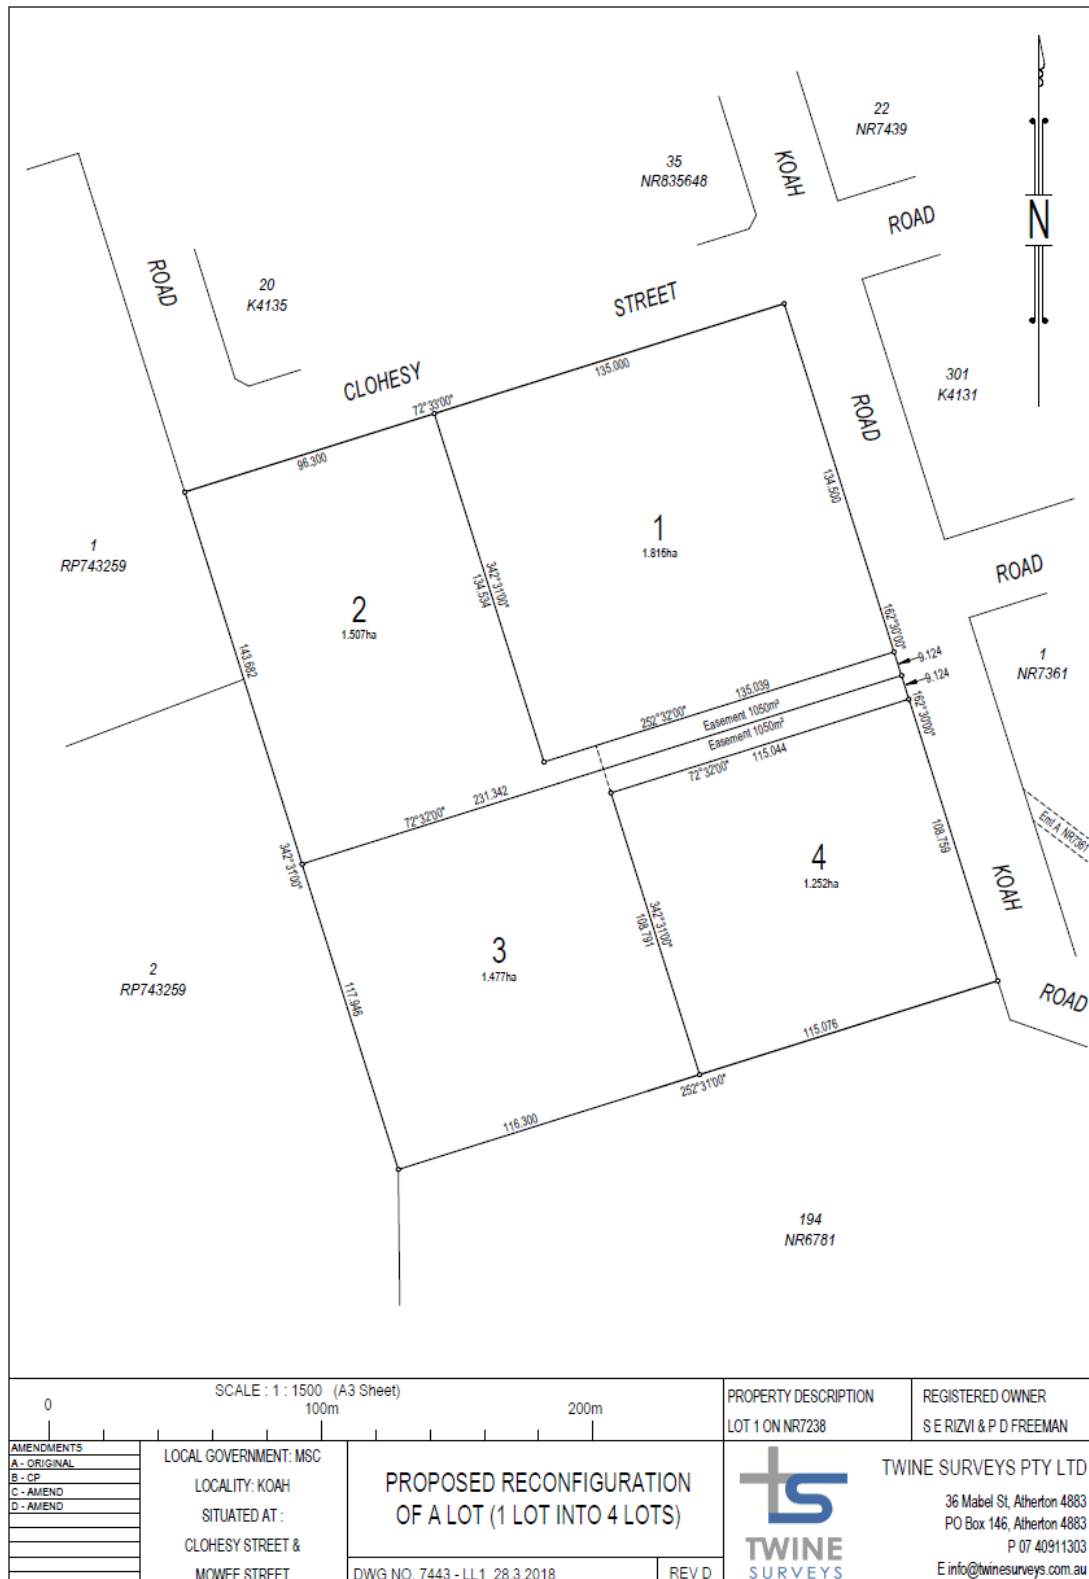 22
NR7439
35
NR835648
KOAH
ROAD
N
ROAD
20
K4135
STREET
CLOHESY
135.000
72°33'00"
96.300
301
K4131
ROAD
134.500
1
1.816ha
1
RP743259
342°31'00"
134.534
ROAD
2
1.507ha
162°30'00"
9.124
9.124
1
NR7361
143.682
135.039
252°32'00"
Easement 1050m²
Easement 1050m²
162°30'00"
115.044
72°32'00"
231.342
72°32'00"
108.759
Emt A NR7361
342°31'00"
4
1.252ha
KOAH
342°31'00"
108.791
3
1.477ha
2
RP743259
117.946
ROAD
115.076
252°31'00"
116.300
194
NR6781
SCALE : 1 : 1500 (A3 Sheet)
0 100m 200m
PROPERTY DESCRIPTION
LOT 1 ON NR7238
REGISTERED OWNER
S E RIZVI & P D FREEMAN
AMENDMENTS
A - ORIGINAL
B - CP
C - AMEND
D - AMEND
LOCAL GOVERNMENT: MSC
LOCALITY: KOAH
SITUATED AT :
CLOHESY STREET &
MOWEE STREET
PROPOSED RECONFIGURATION
OF A LOT (1 LOT INTO 4 LOTS)
DWG NO. 7443 - LL1 28.3.2018
REV D
ts
TWINE
SURVEYS
TWINE SURVEYS PTY LTD
36 Mabel St, Atherton 4883
PO Box 146, Atherton 4883
P 07 40911303
E info@twinesurveys.com.au